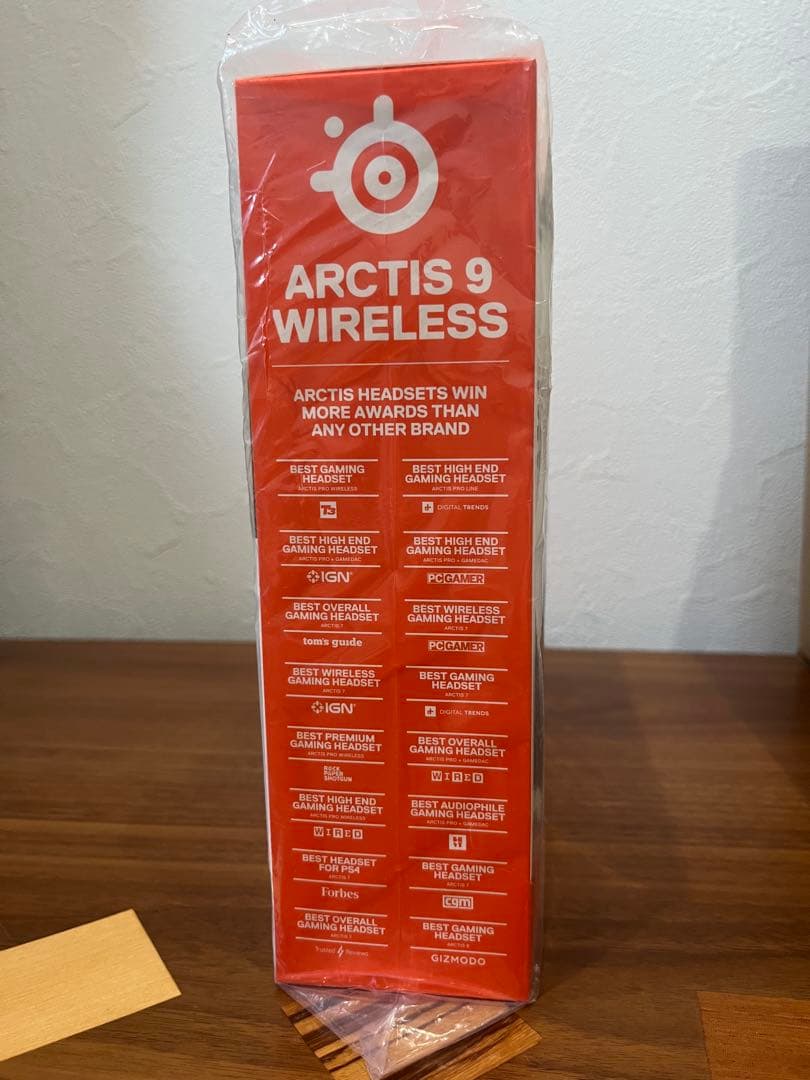 ARCTIS 9
WIRELESS
ARCTIS HEADSETS WIN
MORE AWARDS THAN
ANY OTHER BRAND
BEST GAMING
HEADSET
ARCTIS PRO WIRELESS
T3
BEST HIGH END
GAMING HEADSET
ARCTIS PRO + GAMEDAC
IGN
BEST OVERALL
GAMING HEADSET
ARCTIS 7
tom's guide
BEST WIRELESS
GAMING HEADSET
ARCTIS 7
IGN
BEST PREMIUM
GAMING HEADSET
ARCTIS PRO WIRELESS
ROCK
PAPER
SHOTGUN
BEST HIGH END
GAMING HEADSET
ARCTIS PRO WIRELESS
WIRED
BEST HEADSET
FOR PS4
ARCTIS 7
Forbes
BEST OVERALL
GAMING HEADSET
ARCTIS 7
Trusted Reviews
BEST HIGH END
GAMING HEADSET
ARCTIS PRO LINE
DIGITAL TRENDS
BEST HIGH END
GAMING HEADSET
ARCTIS PRO + GAMEDAC
PCGAMER
BEST WIRELESS
GAMING HEADSET
ARCTIS 7
PCGAMER
BEST GAMING
HEADSET
ARCTIS 7
DIGITAL TRENDS
BEST OVERALL
GAMING HEADSET
ARCTIS PRO + GAMEDAC
WIRED
BEST AUDIOPHILE
GAMING HEADSET
ARCTIS PRO + GAMEDAC
BEST GAMING
HEADSET
ARCTIS 7
cgm
BEST GAMING
HEADSET
GIZMODO